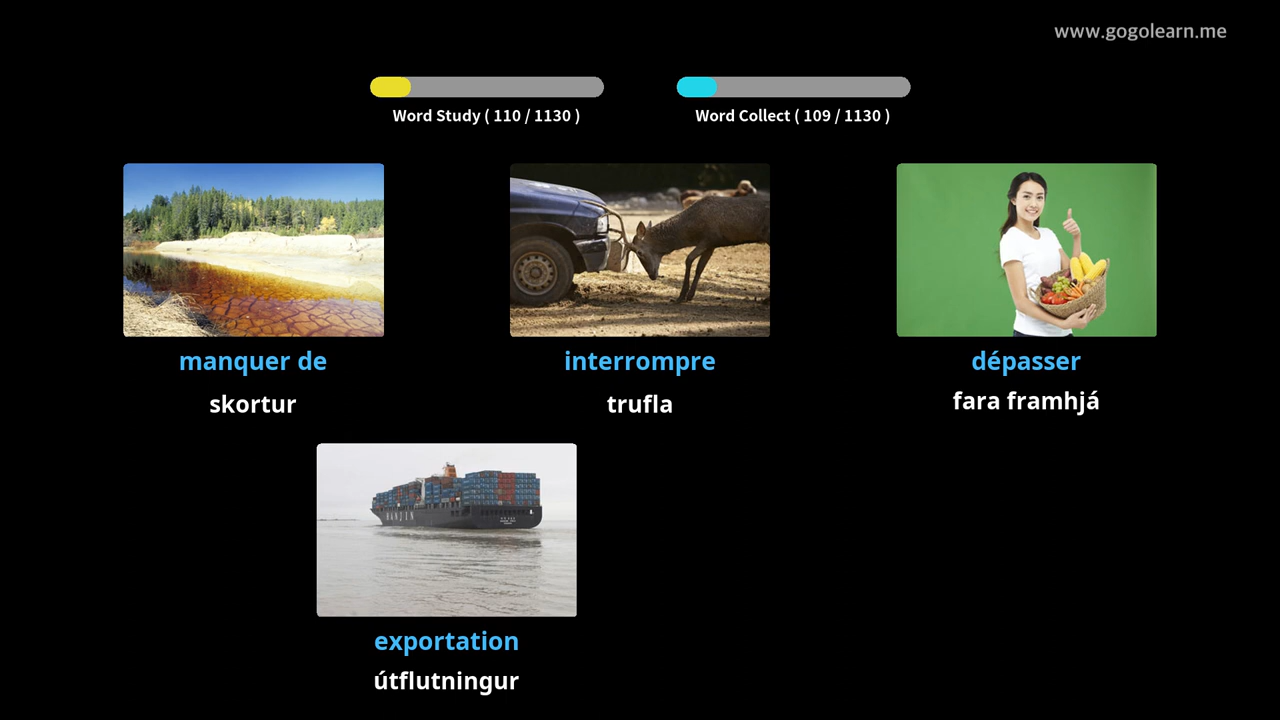 www.gogolearn.me
Word Study ( 110 / 1130 )
Word Collect ( 109 / 1130 )
manquer de
skortur
interrompre
trufla
dépasser
fara framhjá
HANJIN
exportation
útflutningur